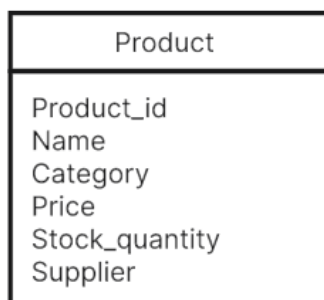 Product
Product_id
Name
Category
Price
Stock_quantity
Supplier